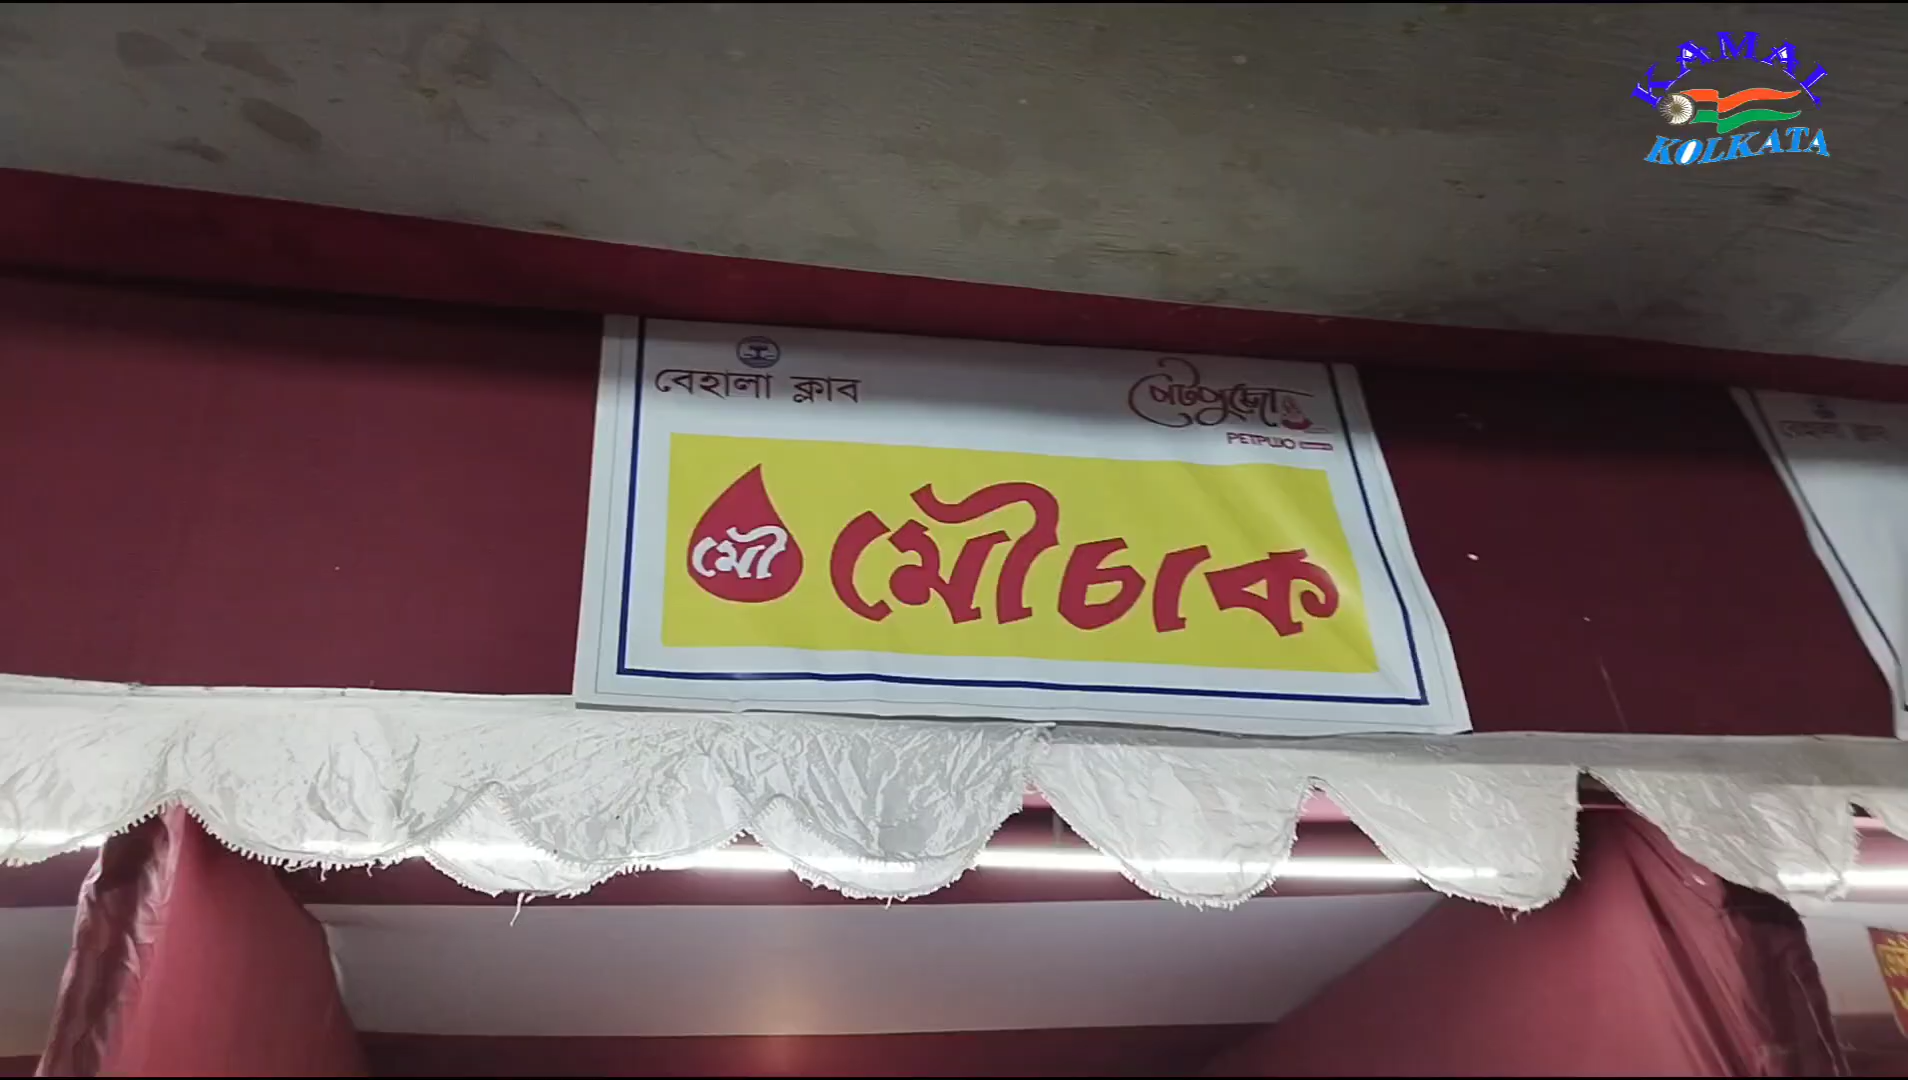 KAMAL
KOLKATA
বেহালা ক্লাব
পেটপুজো
PETPUJO
মৌ মৌচাক
বেহালা ক্লাব